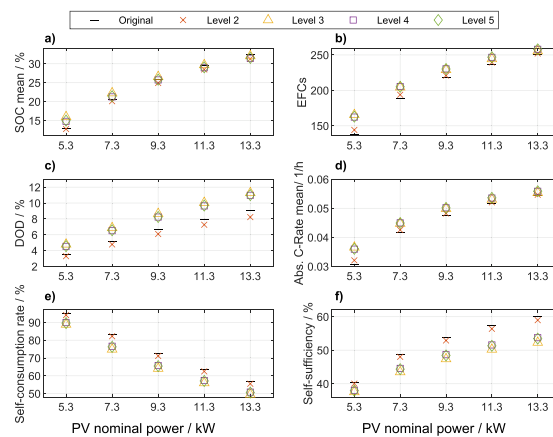 Original Level 2 Level 3 Level 4 Level 5
a)
SOC mean / %
30
25
20
15
5.3 7.3 9.3 11.3 13.3
b)
EFCs
250
200
150
5.3 7.3 9.3 11.3 13.3
c)
DOD / %
12
10
8
6
4
2
5.3 7.3 9.3 11.3 13.3
d)
Abs. C-Rate mean/ 1/h
0.06
0.05
0.04
0.03
5.3 7.3 9.3 11.3 13.3
e)
Self-consumption rate / %
90
80
70
60
50
5.3 7.3 9.3 11.3 13.3
PV nominal power / kW
f)
Self-sufficiency / %
60
50
40
5.3 7.3 9.3 11.3 13.3
PV nominal power / kW